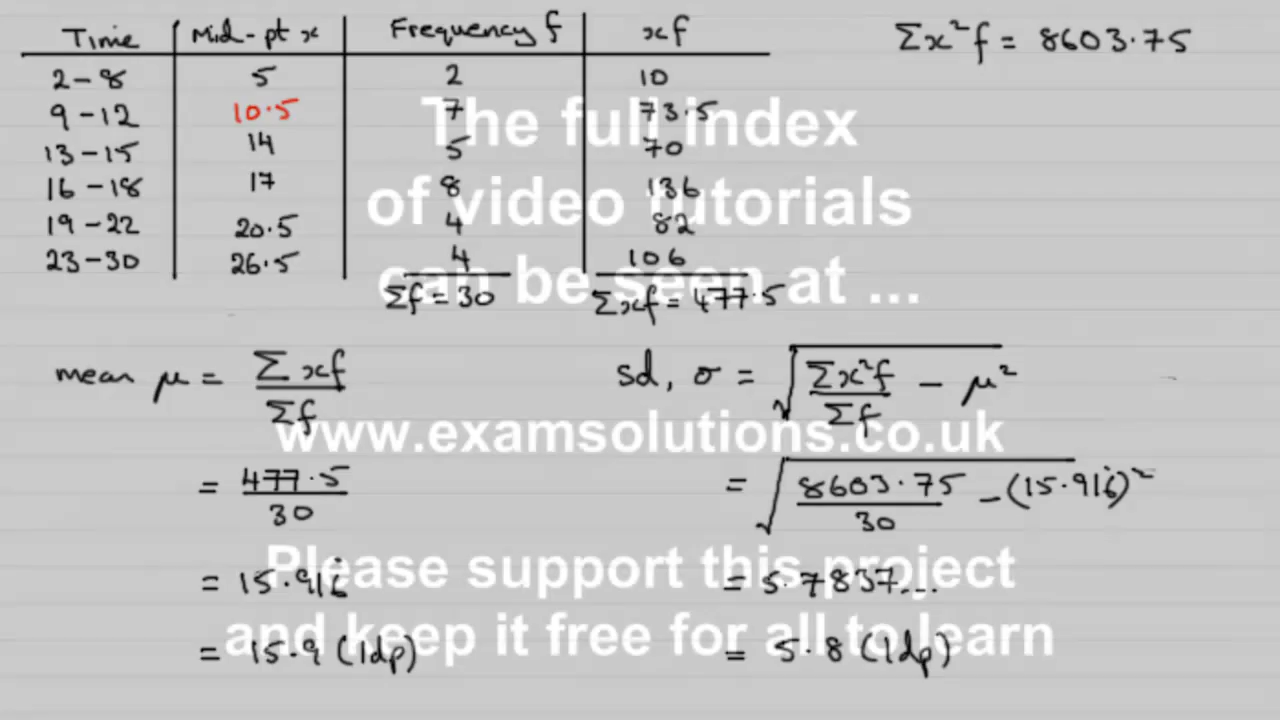 Time Mid-pt x Frequency f xf Σx²f = 8603.75
2-8 5 2 10
9-12 10.5 7 73.5
13-15 14 5 70
16-18 17 8 136
19-22 20.5 4 82
23-30 26.5 4 106
Σf = 30 Σxf = 477.5
The full index
of video tutorials
can be seen at ...
www.examsolutions.co.uk
Please support this project
and keep it free for all to learn
mean μ = Σxf / Σf
= 477.5 / 30
= 15.916̇
= 15.9 (1dp)
sd, σ = √(Σx²f / Σf - μ²)
= √(8603.75 / 30 - (15.916̇)²)
= 5.7837...
= 5.8 (1dp)